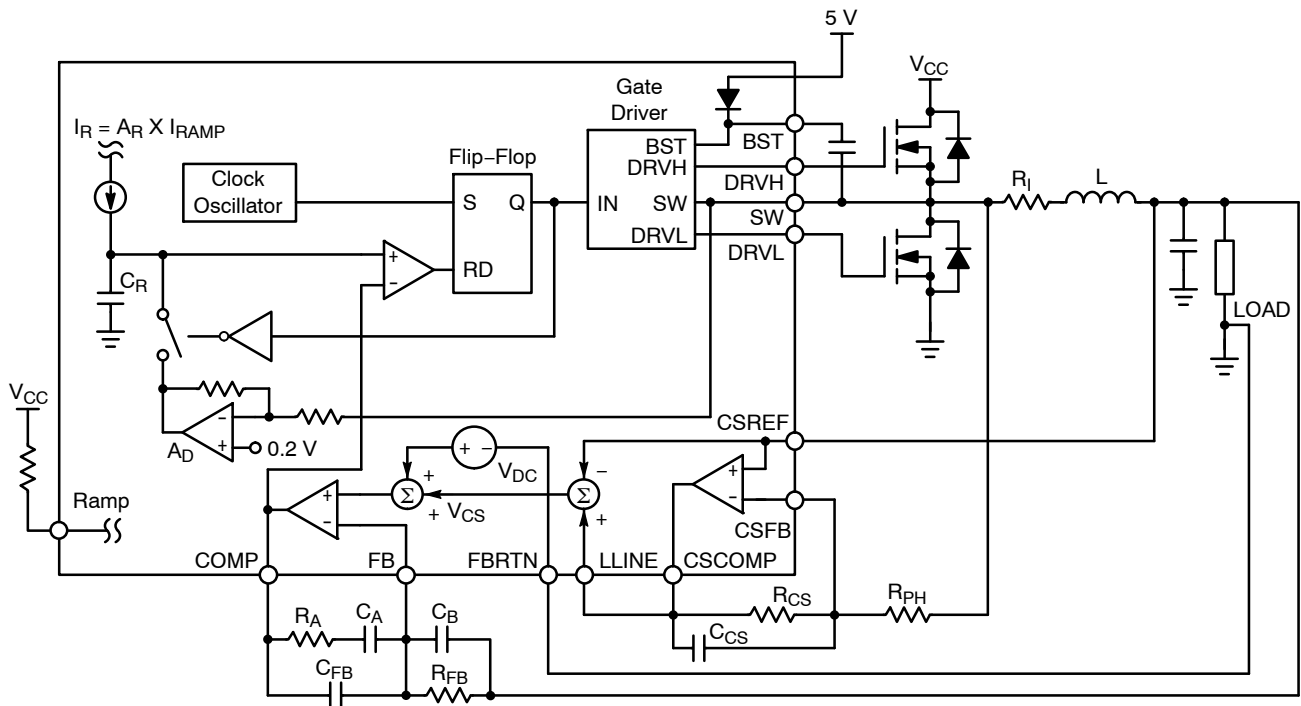 5 V
V_CC
Gate
Driver
I_R = A_R X I_RAMP
BST
BST
Flip–Flop
DRVH
Clock
Oscillator
DRVH
R_I
L
S
Q
IN
SW
SW
DRVL
DRVL
+
–
RD
C_R
LOAD
V_CC
CSREF
–
+
A_D
0.2 V
+
–
V_DC
–
+
–
Σ
+
Ramp
+
–
+
Σ
+
V_CS
CSFB
COMP
FB
FBRTN
LLINE
CSCOMP
R_CS
R_PH
R_A
C_A
C_B
C_CS
C_FB
R_FB